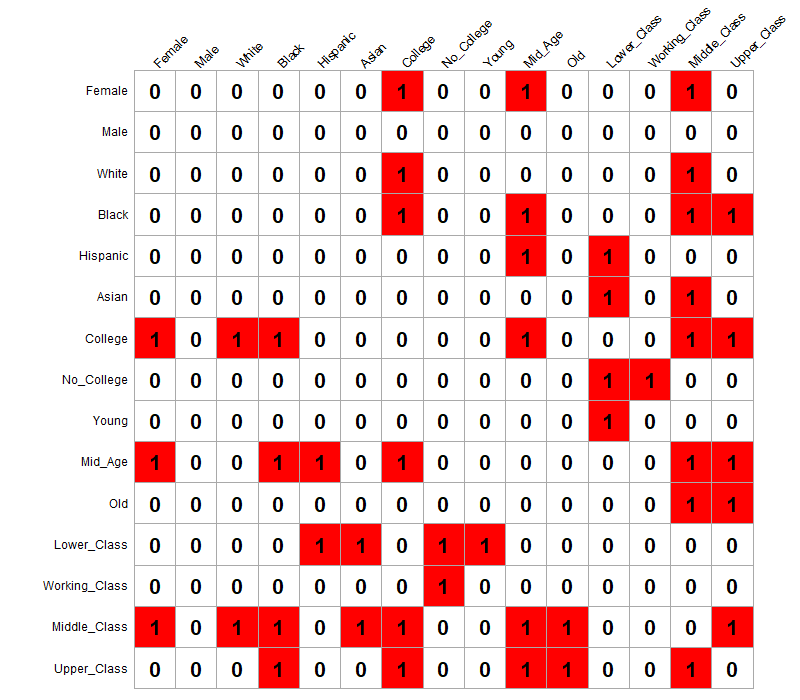 Female Male White Black Hispanic Asian College No_College Young Mid_Age Old Lower_Class Working_Class Middle_Class Upper_Class
Female 0 0 0 0 0 0 1 0 0 1 0 0 0 1 0
Male 0 0 0 0 0 0 0 0 0 0 0 0 0 0 0
White 0 0 0 0 0 0 1 0 0 0 0 0 0 1 0
Black 0 0 0 0 0 0 1 0 0 1 0 0 0 1 1
Hispanic 0 0 0 0 0 0 0 0 0 1 0 1 0 0 0
Asian 0 0 0 0 0 0 0 0 0 0 0 1 0 1 0
College 1 0 1 1 0 0 0 0 0 1 0 0 0 1 1
No_College 0 0 0 0 0 0 0 0 0 0 0 1 1 0 0
Young 0 0 0 0 0 0 0 0 0 0 0 1 0 0 0
Mid_Age 1 0 0 1 1 0 1 0 0 0 0 0 0 1 1
Old 0 0 0 0 0 0 0 0 0 0 0 0 0 1 1
Lower_Class 0 0 0 0 1 1 0 1 1 0 0 0 0 0 0
Working_Class 0 0 0 0 0 0 0 1 0 0 0 0 0 0 0
Middle_Class 1 0 1 1 0 1 1 0 0 1 1 0 0 0 1
Upper_Class 0 0 0 1 0 0 1 0 0 1 1 0 0 1 0